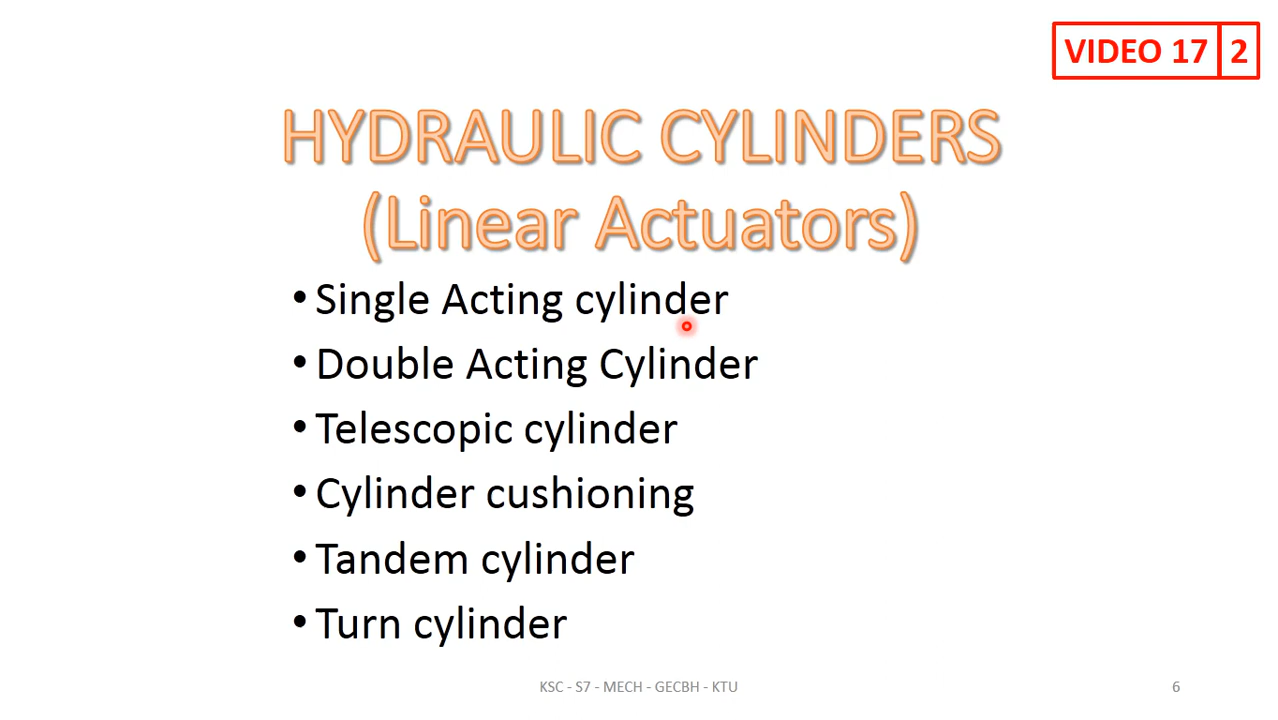 VIDEO 17 2
HYDRAULIC CYLINDERS
(Linear Actuators)
• Single Acting cylinder
• Double Acting Cylinder
• Telescopic cylinder
• Cylinder cushioning
• Tandem cylinder
• Turn cylinder
KSC - S7 - MECH - GECBH - KTU 6